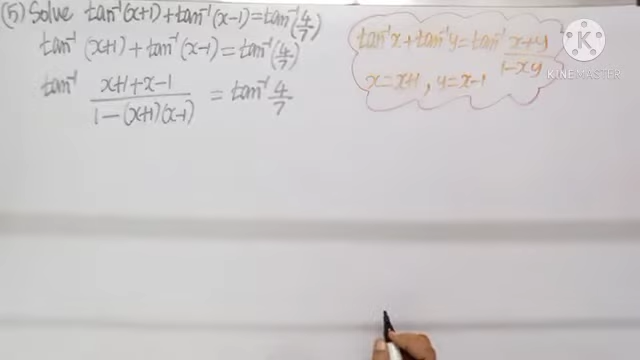 (5) Solve tan⁻¹(x+1)+tan⁻¹(x-1)=tan⁻¹(4/7)
tan⁻¹ (x+1)+tan⁻¹(x-1)=tan⁻¹(4/7)
tan⁻¹ (x+1+x-1)/(1-(x+1)(x-1)) = tan⁻¹ 4/7
tan⁻¹x+tan⁻¹y=tan⁻¹ (x+y)/(1-xy)
x=x+1, y=x-1
KINEMASTER